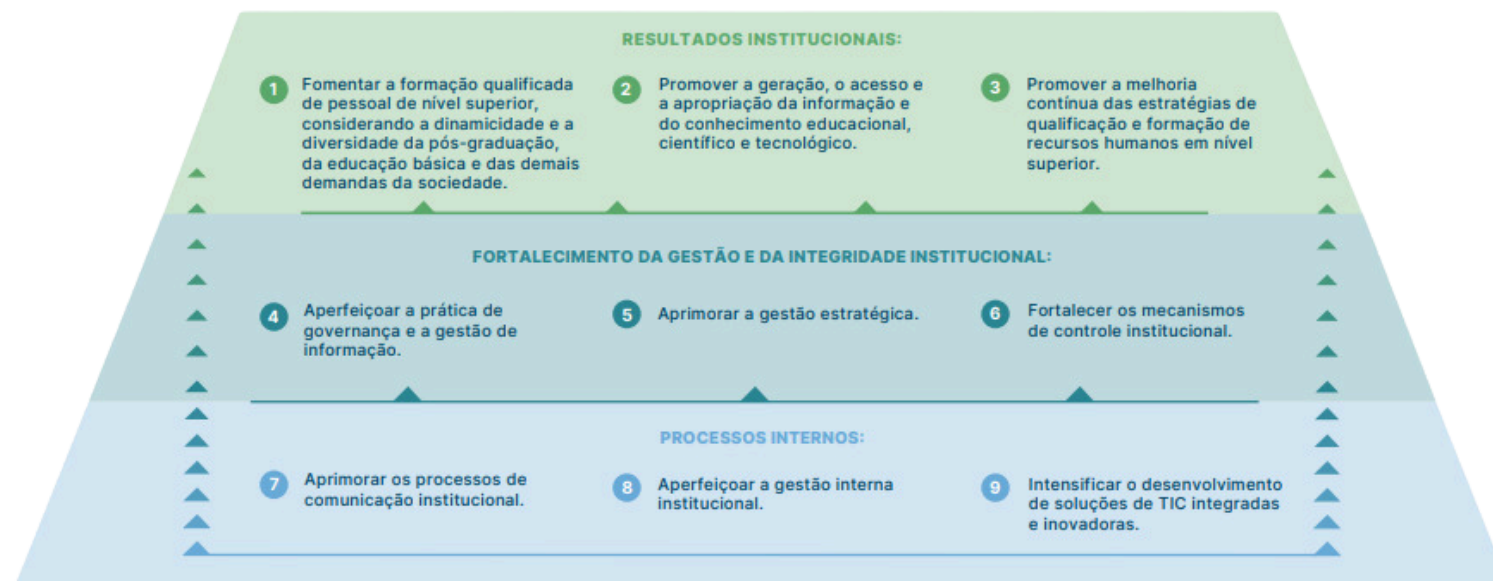 RESULTADOS INSTITUCIONAIS:
1
Fomentar a formação qualificada
de pessoal de nível superior,
considerando a dinamicidade e a
diversidade da pós-graduação,
da educação básica e das demais
demandas da sociedade.
2
Promover a geração, o acesso e
a apropriação da informação e
do conhecimento educacional,
científico e tecnológico.
3
Promover a melhoria
contínua das estratégias de
qualificação e formação de
recursos humanos em nível
superior.
FORTALECIMENTO DA GESTÃO E DA INTEGRIDADE INSTITUCIONAL:
4
Aperfeiçoar a prática de
governança e a gestão de
informação.
5
Aprimorar a gestão estratégica.
6
Fortalecer os mecanismos
de controle institucional.
PROCESSOS INTERNOS:
7
Aprimorar os processos de
comunicação institucional.
8
Aperfeiçoar a gestão interna
institucional.
9
Intensificar o desenvolvimento
de soluções de TIC integradas
e inovadoras.